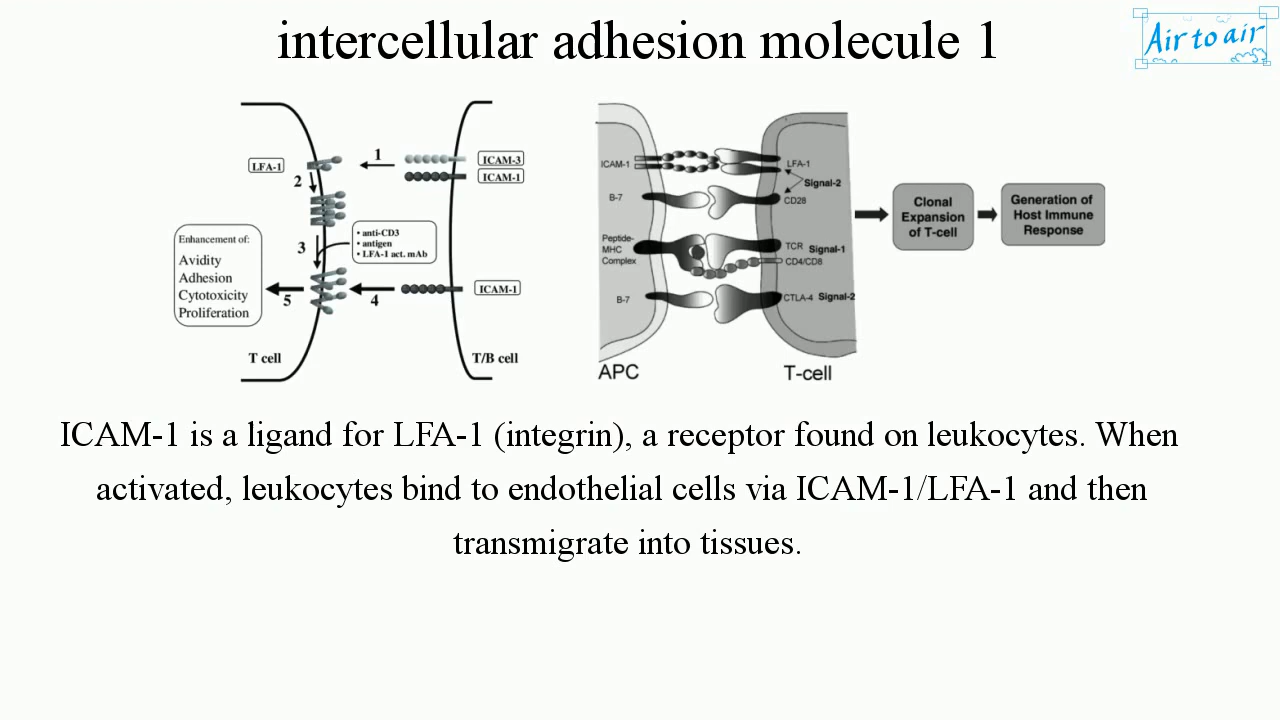 intercellular adhesion molecule 1
Air to air
LFA-1
1
ICAM-3
ICAM-1
2
3
• anti-CD3
• antigen
• LFA-1 act. mAb
Enhancement of:
Avidity
Adhesion
Cytotoxicity
Proliferation
5
4
ICAM-1
T cell
T/B cell
ICAM-1
LFA-1
Signal-2
B-7
CD28
Peptide-
MHC
Complex
TCR
Signal-1
CD4/CD8
B-7
CTLA-4
Signal-2
APC
T-cell
Clonal
Expansion
of T-cell
Generation of
Host Immune
Response
ICAM-1 is a ligand for LFA-1 (integrin), a receptor found on leukocytes. When
activated, leukocytes bind to endothelial cells via ICAM-1/LFA-1 and then
transmigrate into tissues.